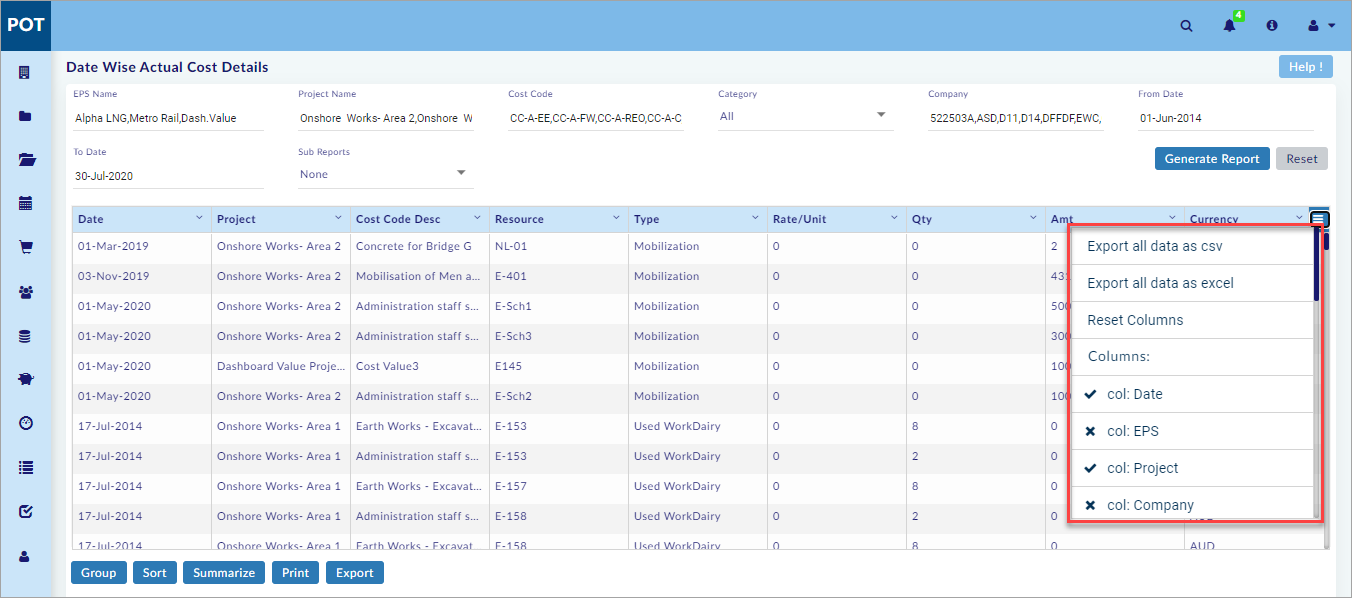 POT
4
Date Wise Actual Cost Details
Help !
EPS Name Project Name Cost Code Category Company From Date
Alpha LNG,Metro Rail,Dash.Value Onshore Works- Area 2,Onshore W CC-A-EE,CC-A-FW,CC-A-REO,CC-A-C All 522503A,ASD,D11,D14,DFFDF,EWC, 01-Jun-2014
To Date Sub Reports
30-Jul-2020 None Generate Report Reset
Date Project Cost Code Desc Resource Type Rate/Unit Qty Amt Currency
01-Mar-2019 Onshore Works- Area 2 Concrete for Bridge G NL-01 Mobilization 0 0 2
03-Nov-2019 Onshore Works- Area 2 Mobilisation of Men a... E-401 Mobilization 0 0
01-May-2020 Onshore Works- Area 2 Administration staff s... E-Sch1 Mobilization 0 0
01-May-2020 Onshore Works- Area 2 Administration staff s... E-Sch3 Mobilization 0 0
01-May-2020 Dashboard Value Proje... Cost Value3 E145 Mobilization 0 0
01-May-2020 Onshore Works- Area 2 Administration staff s... E-Sch2 Mobilization 0 0
17-Jul-2014 Onshore Works- Area 1 Earth Works - Excavat... E-153 Used WorkDairy 0 8 0
17-Jul-2014 Onshore Works- Area 1 Administration staff s... E-153 Used WorkDairy 0 2 0
17-Jul-2014 Onshore Works- Area 1 Earth Works - Excavat... E-157 Used WorkDairy 0 8 0
17-Jul-2014 Onshore Works- Area 1 Administration staff s... E-158 Used WorkDairy 0 2 0
17-Jul-2014 Onshore Works- Area 1 Earth Works - Excavat... E-158 Used WorkDairy 0 8 0 AUD
Export all data as csv
Export all data as excel
Reset Columns
Columns:
col: Date
col: EPS
col: Project
col: Company
Group Sort Summarize Print Export